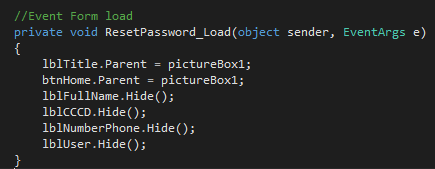 //Event Form load
private void ResetPassword_Load(object sender, EventArgs e)
{
lblTitle.Parent = pictureBox1;
btnHome.Parent = pictureBox1;
lblFullName.Hide();
lblCCCD.Hide();
lblNumberPhone.Hide();
lblUser.Hide();
}